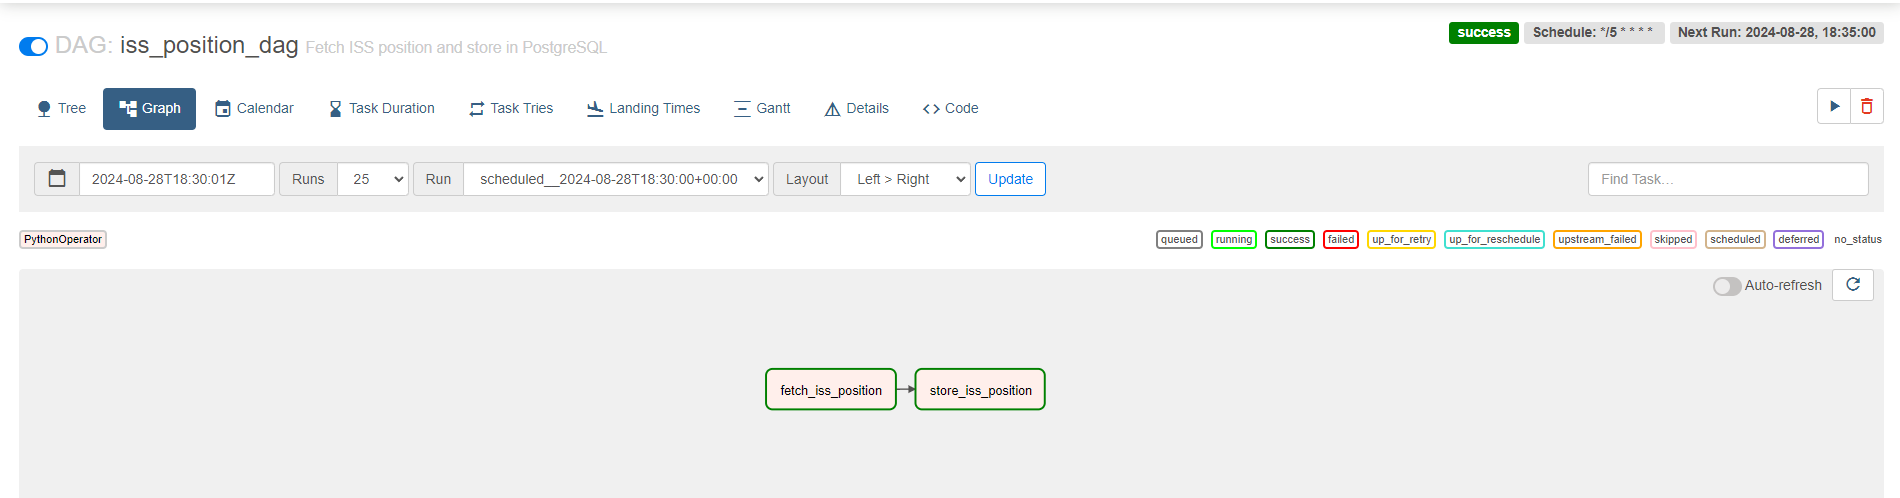 DAG: iss_position_dag Fetch ISS position and store in PostgreSQL
success Schedule: */5 * * * * Next Run: 2024-08-28, 18:35:00
Tree Graph Calendar Task Duration Task Tries Landing Times Gantt Details Code
2024-08-28T18:30:01Z Runs 25 Run scheduled__2024-08-28T18:30:00+00:00 Layout Left > Right Update Find Task...
PythonOperator queued running success failed up_for_retry up_for_reschedule upstream_failed skipped scheduled deferred no_status
Auto-refresh
fetch_iss_position store_iss_position